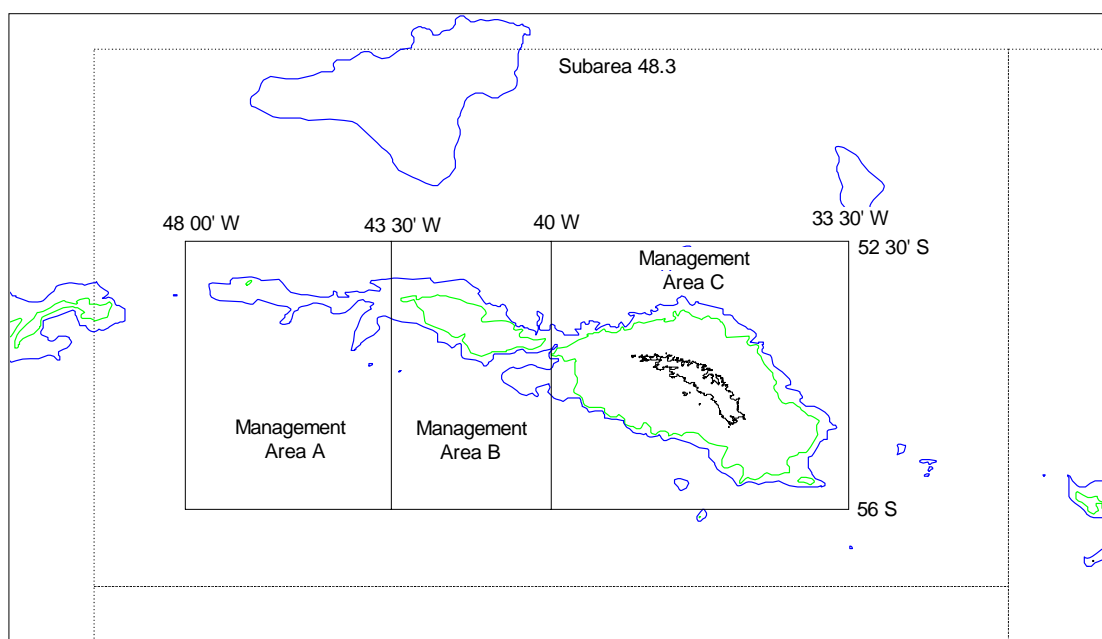 Subarea 48.3
48 00' W
43 30' W
40 W
33 30' W
52 30' S
Management
Area C
Management
Area A
Management
Area B
56 S